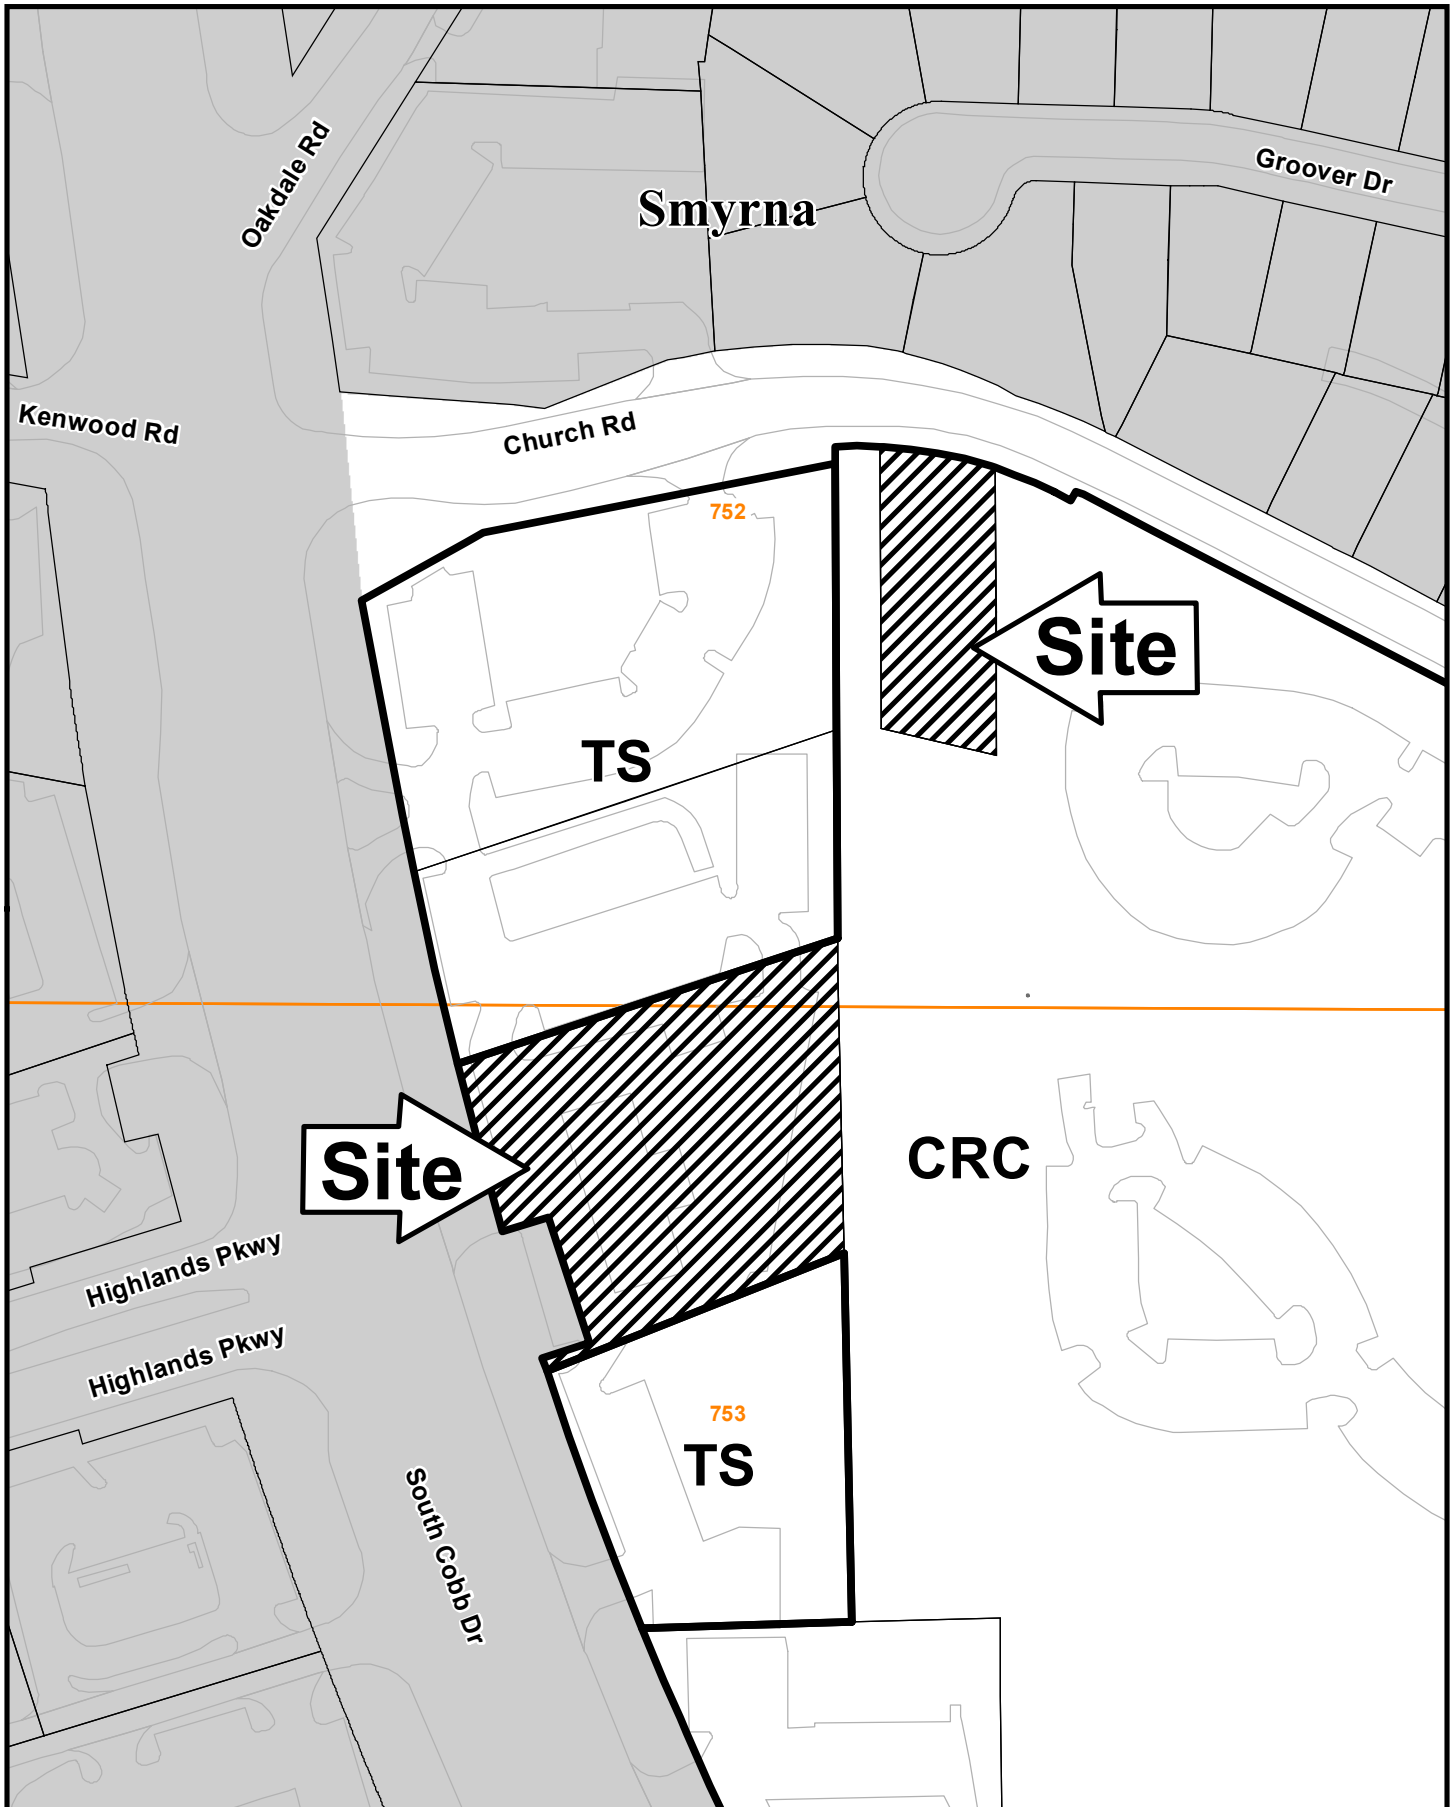 Oakdale Rd
Groover Dr
Smyrna
Kenwood Rd
Church Rd
752
Site
TS
CRC
Site
Highlands Pkwy
Highlands Pkwy
753
TS
South Cobb Dr